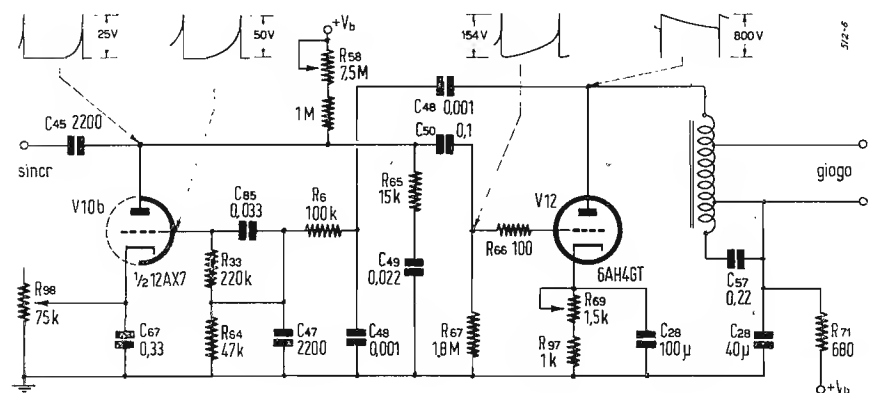 25V
50V
+Vb
154V
800V
512-6
R58
7,5M
1M
C48
0,001
C50
0,1
C45 2200
sincr
V10b
½ 12AX7
C85
0,033
R6
100k
R65
15k
V12
6AH4GT
R66 100
giogo
R33
220k
C49
0,022
C57
0,22
R98
75k
C67
0,33
R64
47k
C47
2200
C48
0,001
R67
1,8M
R69
1,5k
R97
1k
C28
100µ
C28
40µ
R71
680
+Vb